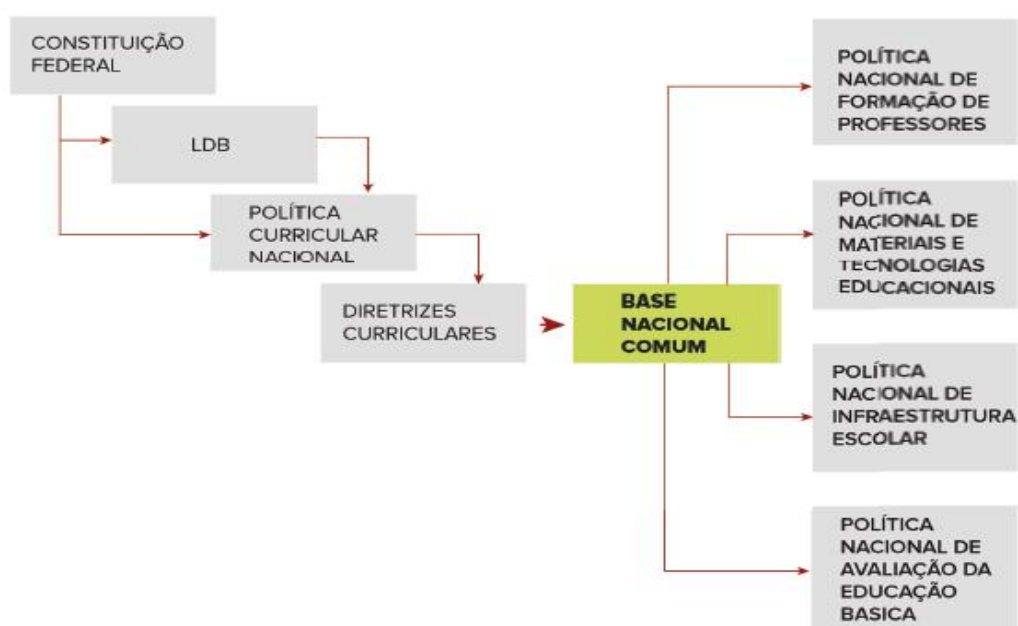 CONSTITUIÇÃO
FEDERAL
LDB
POLÍTICA
CURRICULAR
NACIONAL
DIRETRIZES
CURRICULARES
BASE
NACIONAL
COMUM
POLÍTICA
NACIONAL DE
FORMAÇÃO DE
PROFESSORES
POLÍTICA
NACIONAL DE
MATERIAIS E
TECNOLOGIAS
EDUCACIONAIS
POLÍTICA
NACIONAL DE
INFRAESTRUTURA
ESCOLAR
POLÍTICA
NACIONAL DE
AVALIAÇÃO DA
EDUCAÇÃO
BASICA